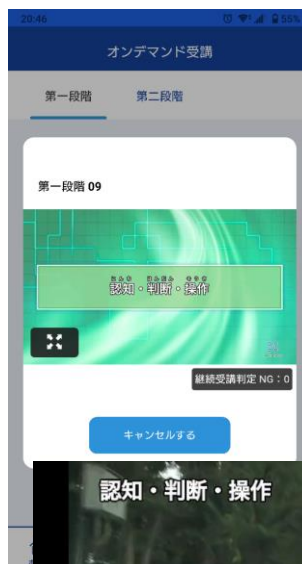 20:46
55%
オンデマンド受講
第一段階
第二段階
第一段階 09
にんち はんだん そうさ
認知・判断・操作
継続受講判定 NG：0
キャンセルする
認知・判断・操作